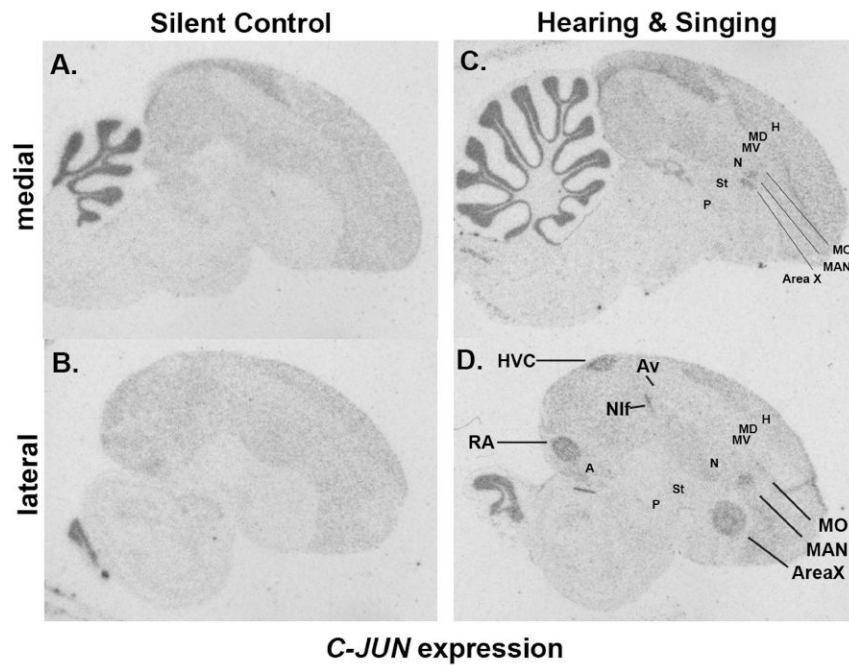 Silent Control
Hearing & Singing
medial
A.
C.
H
MD
MV
N
St
P
MO
MAN
Area X
lateral
B.
D.
HVC
Av
NIf
RA
A
H
MD
MV
N
St
P
MO
MAN
AreaX
C-JUN expression